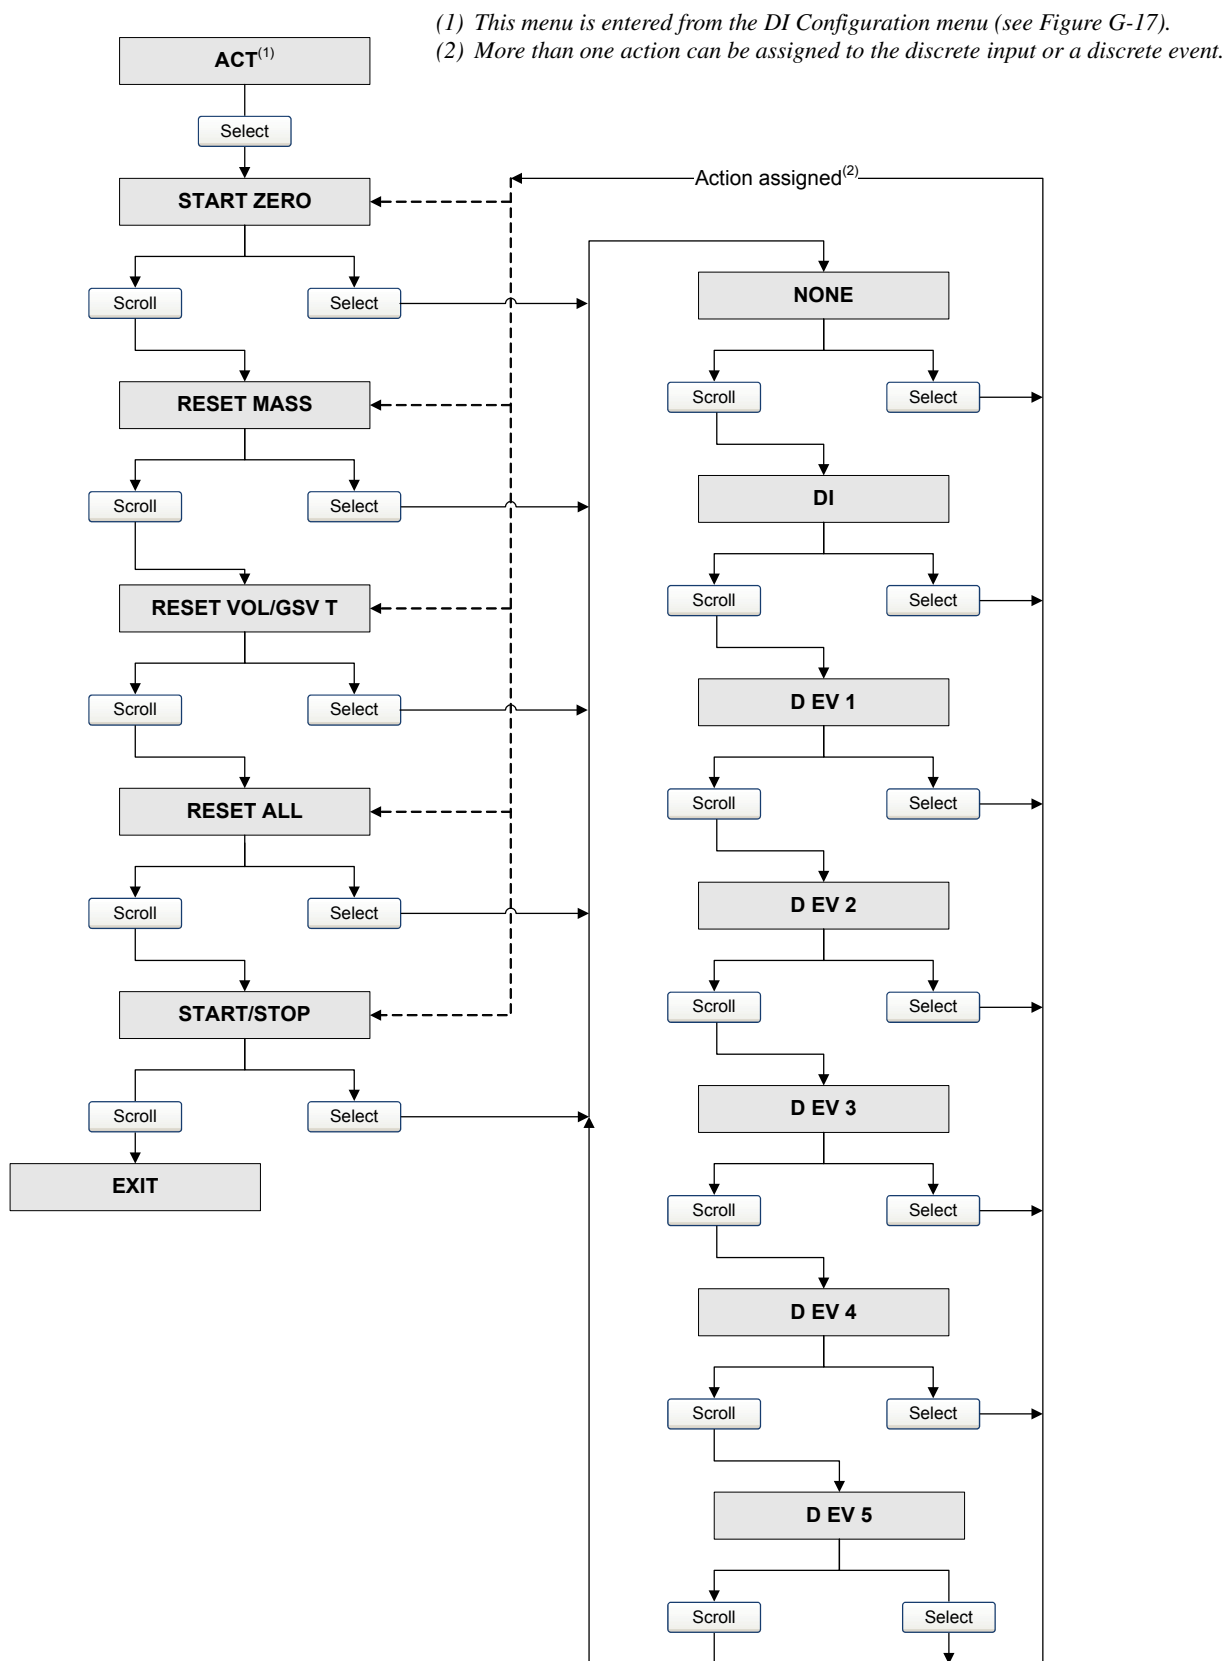 (1) This menu is entered from the DI Configuration menu (see Figure G-17).
(2) More than one action can be assigned to the discrete input or a discrete event.
ACT(1)
Select
START ZERO
Scroll
Select
RESET MASS
Scroll
Select
RESET VOL/GSV T
Scroll
Select
RESET ALL
Scroll
Select
START/STOP
Scroll
Select
EXIT
Action assigned(2)
NONE
Scroll
Select
DI
Scroll
Select
D EV 1
Scroll
Select
D EV 2
Scroll
Select
D EV 3
Scroll
Select
D EV 4
Scroll
Select
D EV 5
Scroll
Select